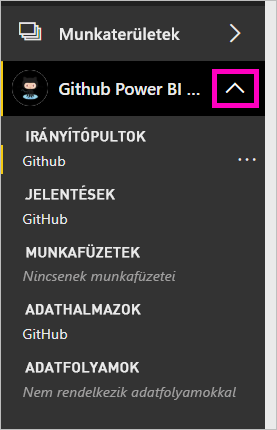 Munkaterületek
Github Power BI ...
IRÁNYÍTÓPULTOK
Github
JELENTÉSEK
GitHub
MUNKAFÜZETEK
Nincsenek munkafüzetei
ADATHALMAZOK
GitHub
ADATFOLYAMOK
Nem rendelkezik adatfolyamokkal